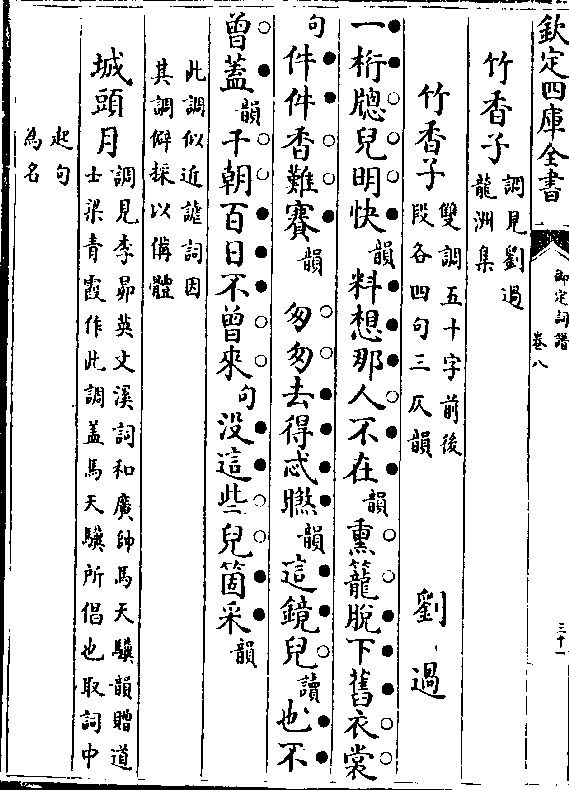 欽定四庫全書
御定詞譜
卷八
三十一
竹香子
調見劉過
龍洲集
竹香子
雙調五十字前後
段各四句三仄韻
劉過
一桁牕兒明快韻料想那人不在韻熏籠脫下舊衣裳
句件件香難賽韻匆匆去得忒㬠韻這鏡兒讀也不
曾蓋韻千朝百日不曾來句沒這些兒箇采韻
此調似近諺詞因
其調僻採以備體
城頭月
調見李昴英文溪詞和廣帥馬天驥韻贈道
士梁青霞作此調蓋馬天驥所倡也取詞中
起句
為名